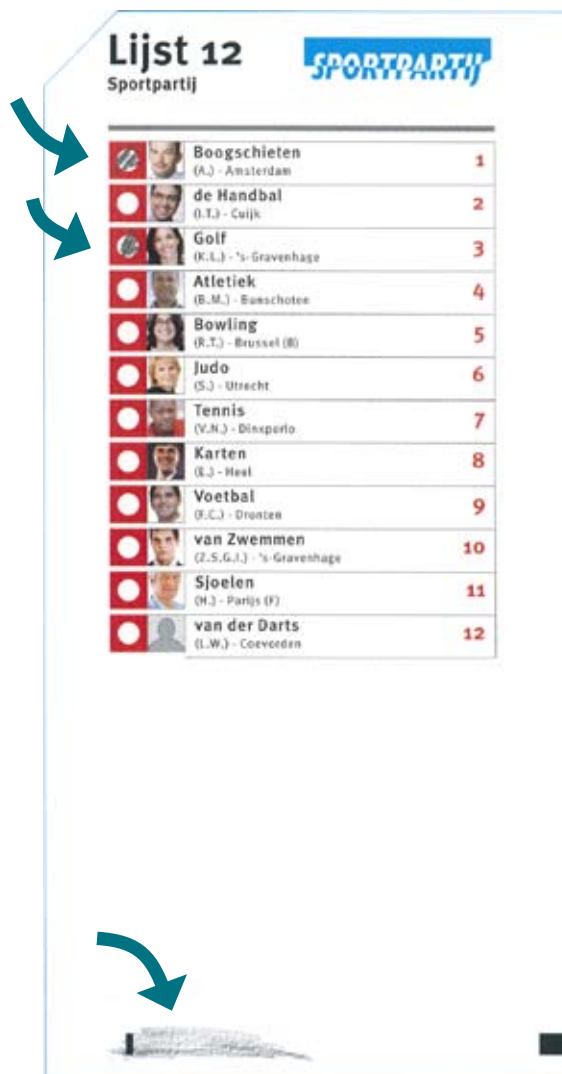 Lijst 12
Sportpartij
SPORTPARTIJ
Boogschieten
(A.) - Amsterdam
1
de Handbal
(I.T.) - Cuijk
2
Golf
(K.L.) - 's-Gravenhage
3
Atletiek
(B.M.) - Bunschoten
4
Bowling
(R.T.) - Brussel (B)
5
Judo
(S.) - Utrecht
6
Tennis
(V.N.) - Dinxperlo
7
Karten
(E.) - Heel
8
Voetbal
(F.C.) - Dronten
9
van Zwemmen
(Z.S.G.I.) - 's-Gravenhage
10
Sjoelen
(H.) - Parijs (F)
11
van der Darts
(L.W.) - Coevorden
12